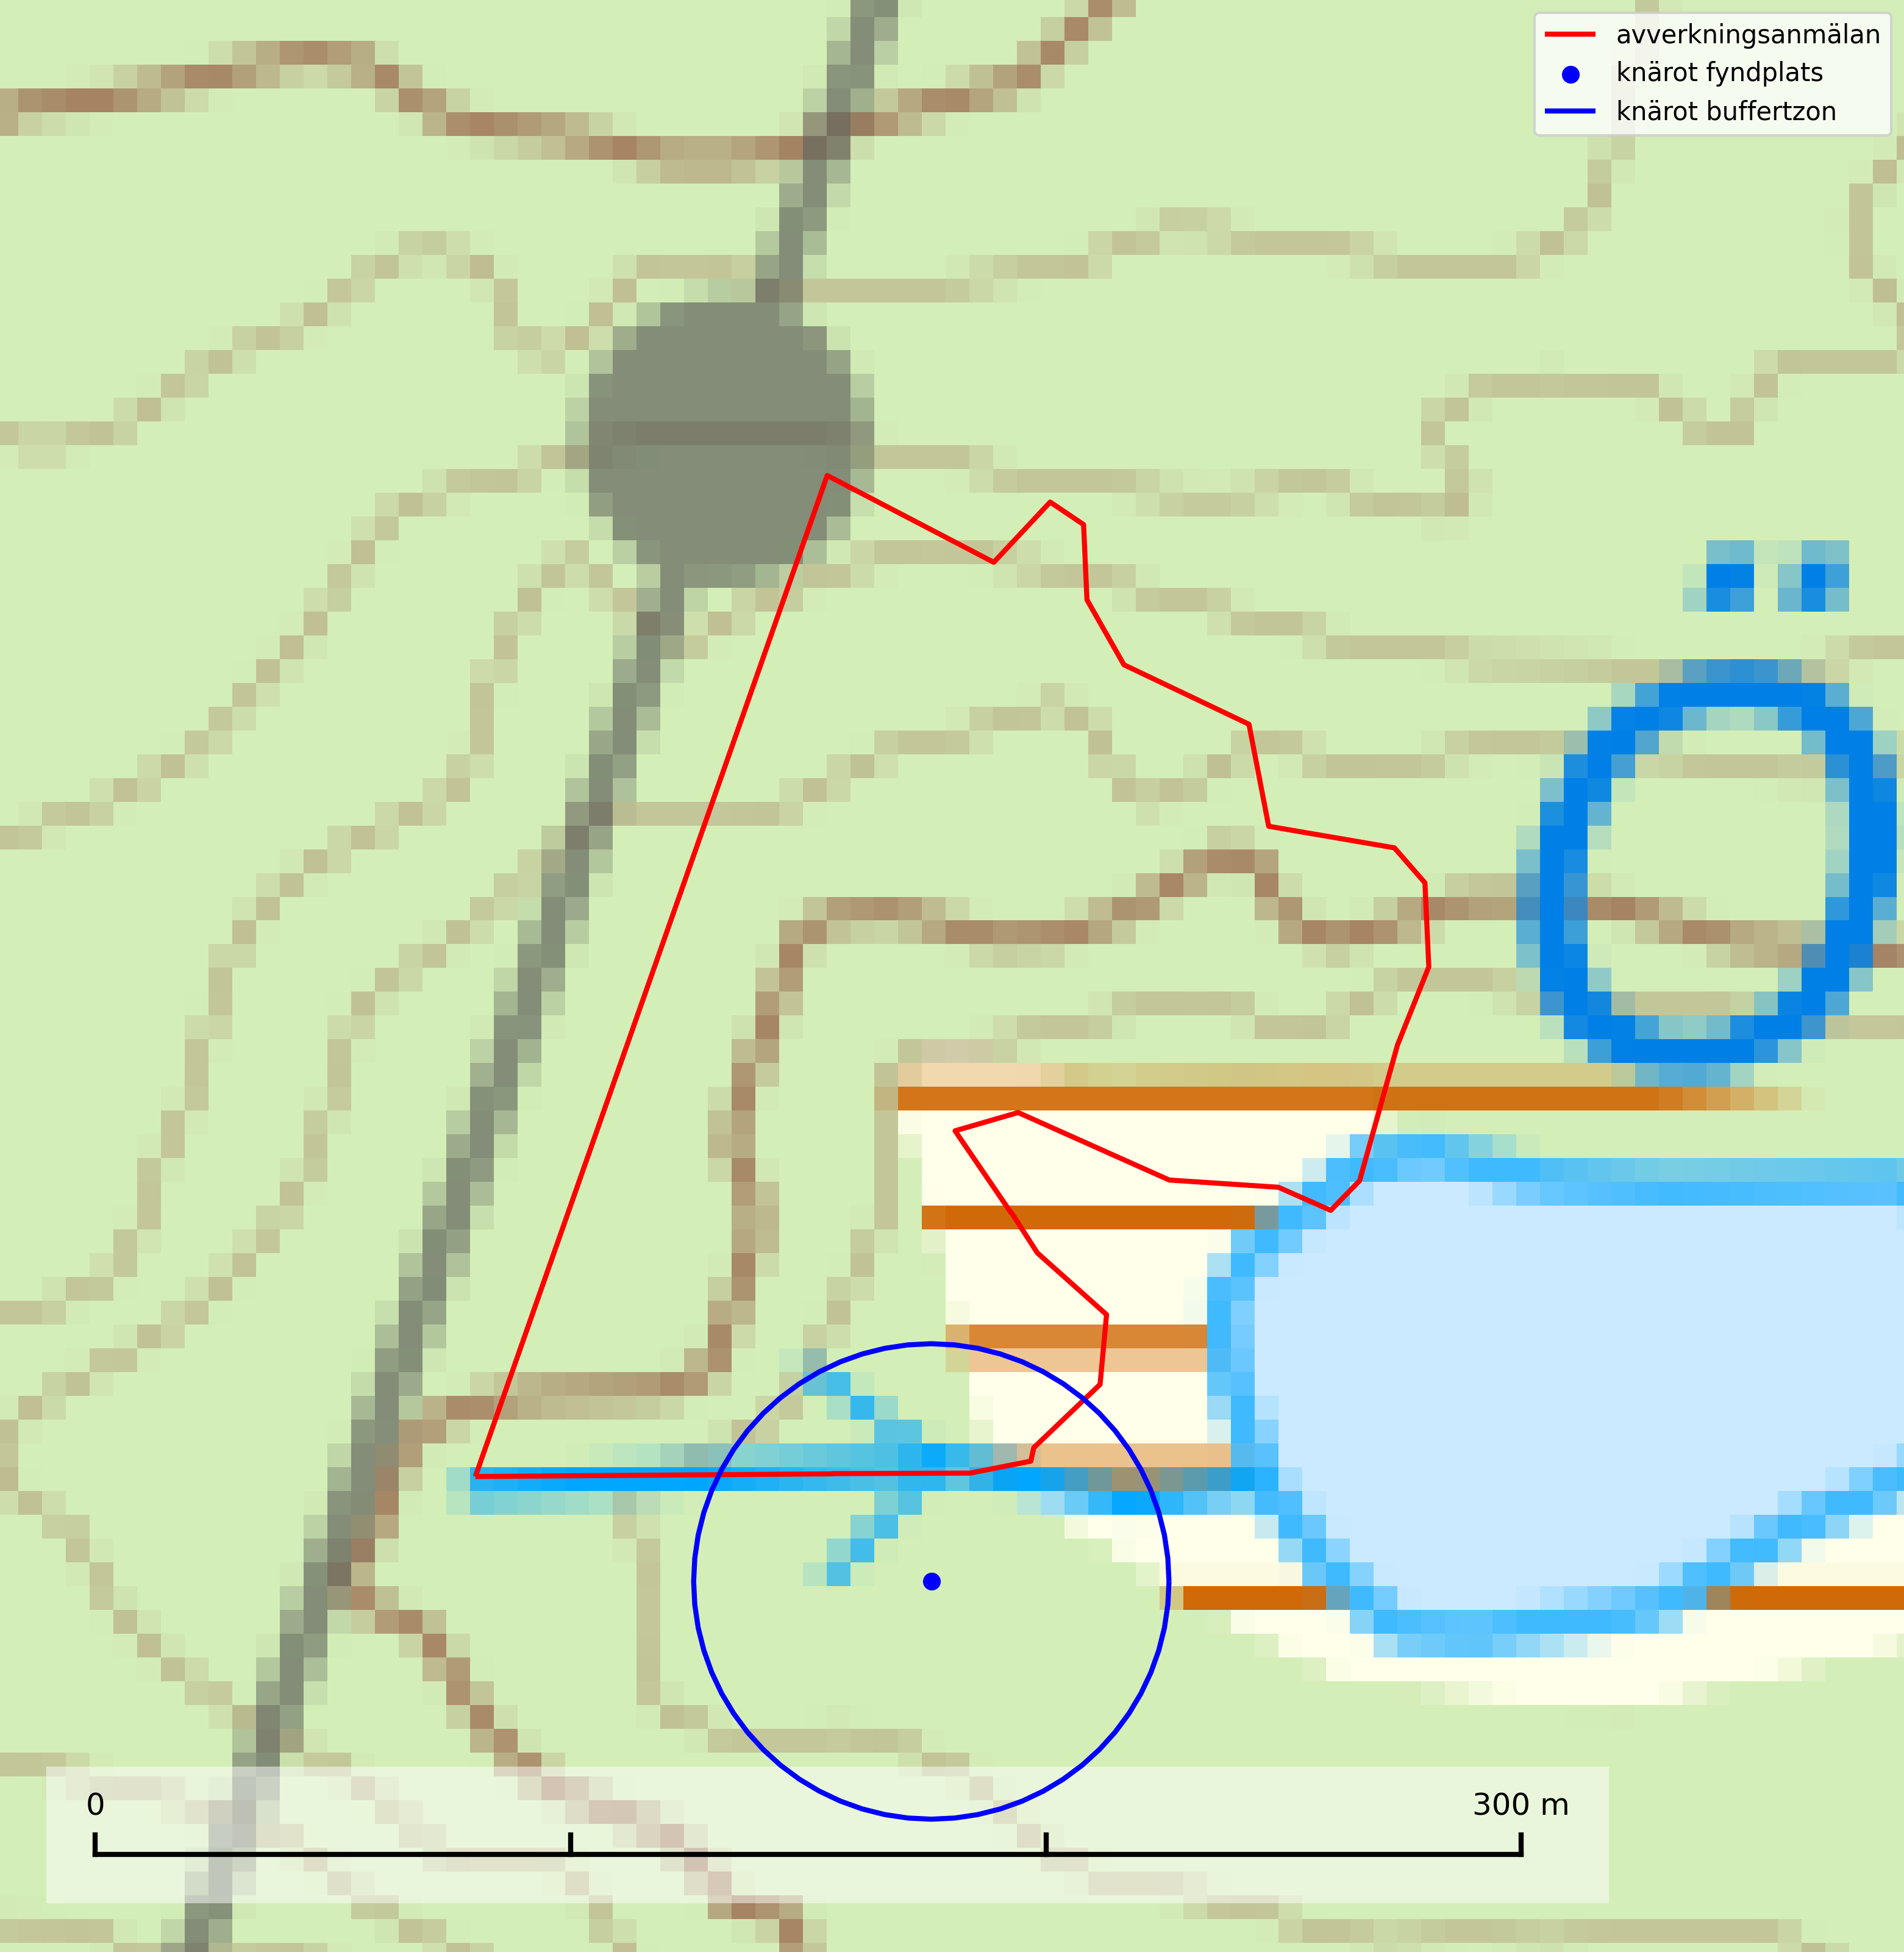 avverkningsanmälan
knärot fyndplats
knärot buffertzon
0
300 m